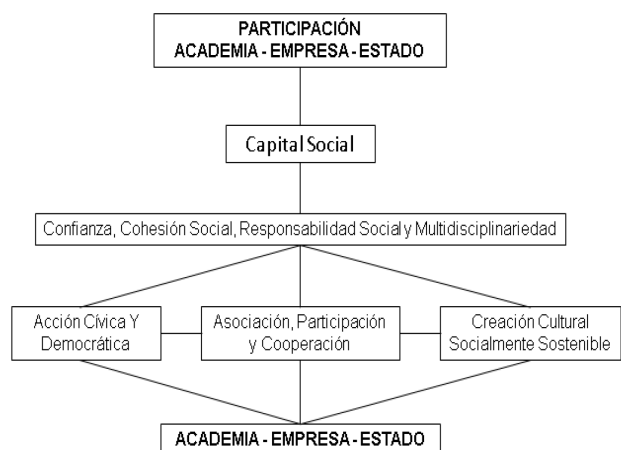 PARTICIPACIÓN
ACADEMIA - EMPRESA - ESTADO
Capital Social
Confianza, Cohesión Social, Responsabilidad Social y Multidisciplinariedad
Acción Cívica Y
Democrática
Asociación, Participación
y Cooperación
Creación Cultural
Socialmente Sostenible
ACADEMIA - EMPRESA - ESTADO